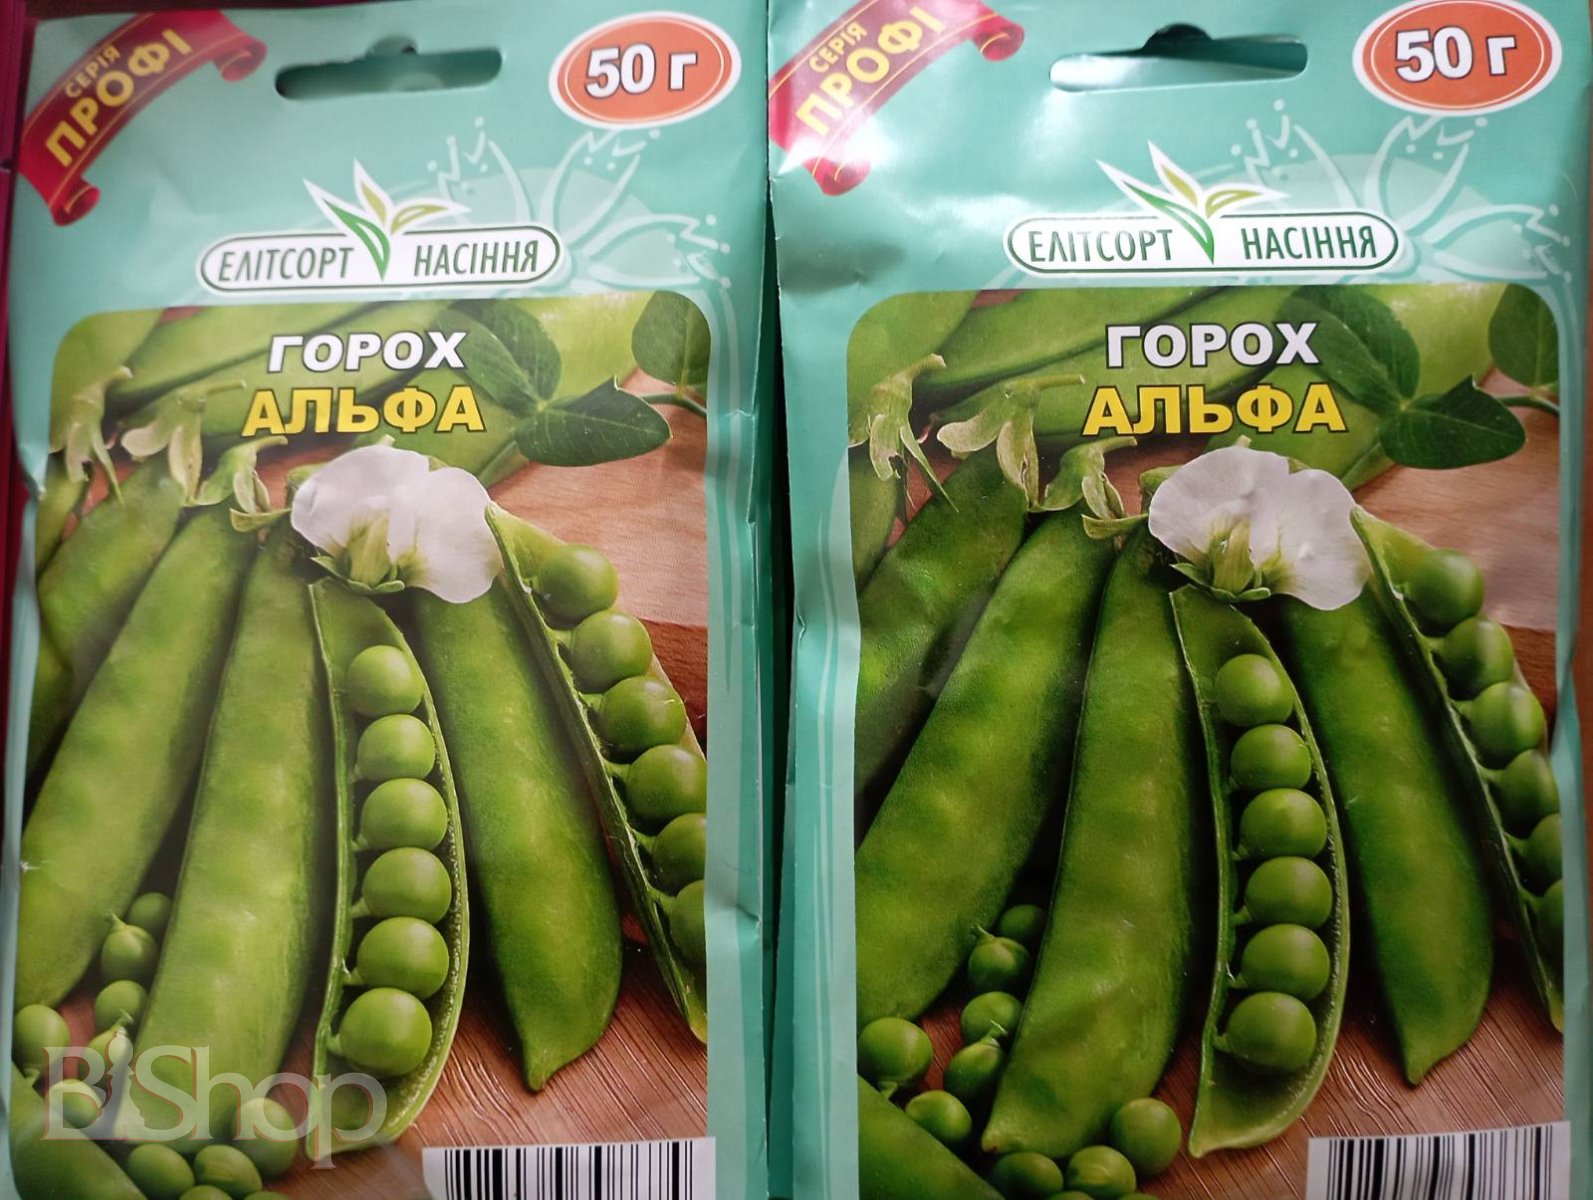 СЕРІЯ
ПРОФІ
50 г
ЕЛІТСОРТ НАСІННЯ
ГОРОХ
АЛЬФА
СЕРІЯ
ПРОФІ
50 г
ЕЛІТСОРТ НАСІННЯ
ГОРОХ
АЛЬФА
BiShop